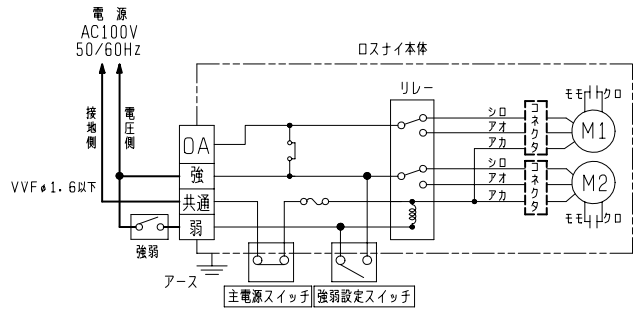 電 源
AC100V
50/60Hz
ロスナイ本体
接地側
電圧側
リレー
モモ
クロ
シロ
アオ
アカ
コネクタ
M1
OA
強
VVFφ1.6以下
共通
弱
シロ
アオ
アカ
コネクタ
M2
モモ
クロ
強弱
アース
主電源スイッチ
強弱設定スイッチ